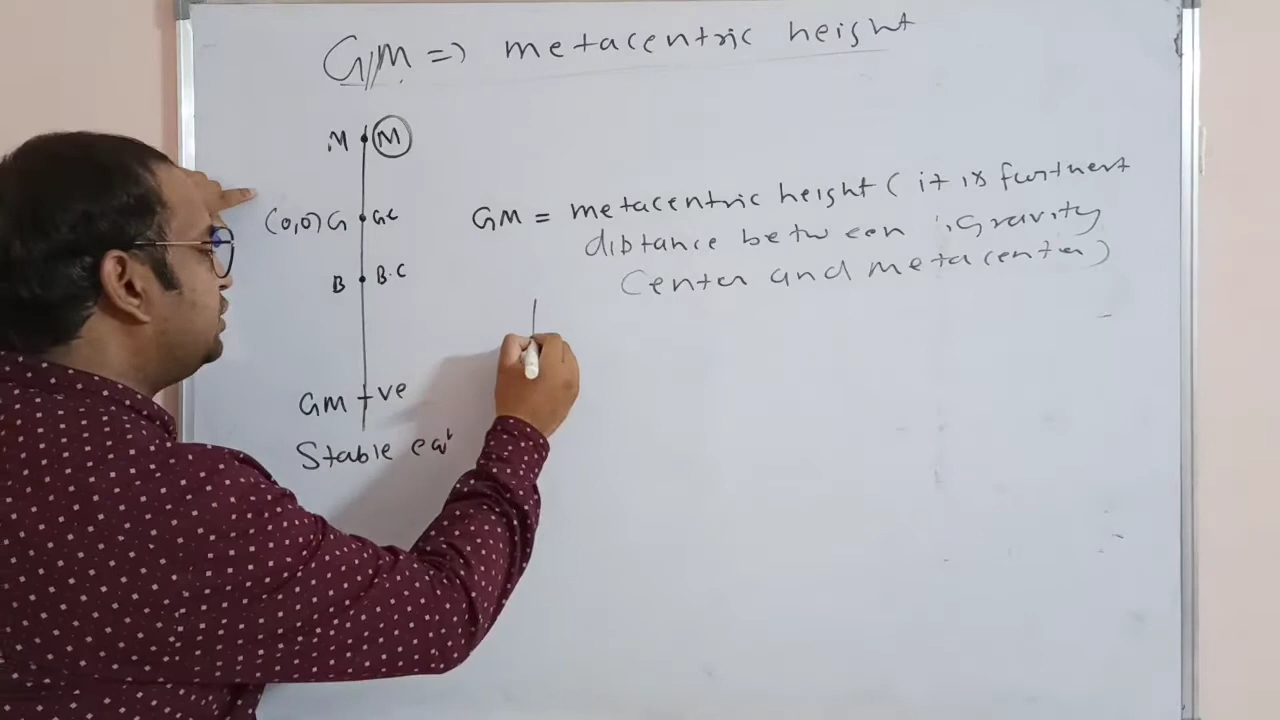 GM => metacentric height
M M
(0,0) G GC
B B.C
GM +ve
Stable eq
GM = metacentric height ( it is furthest
distance between gravity
Center and metacenter)